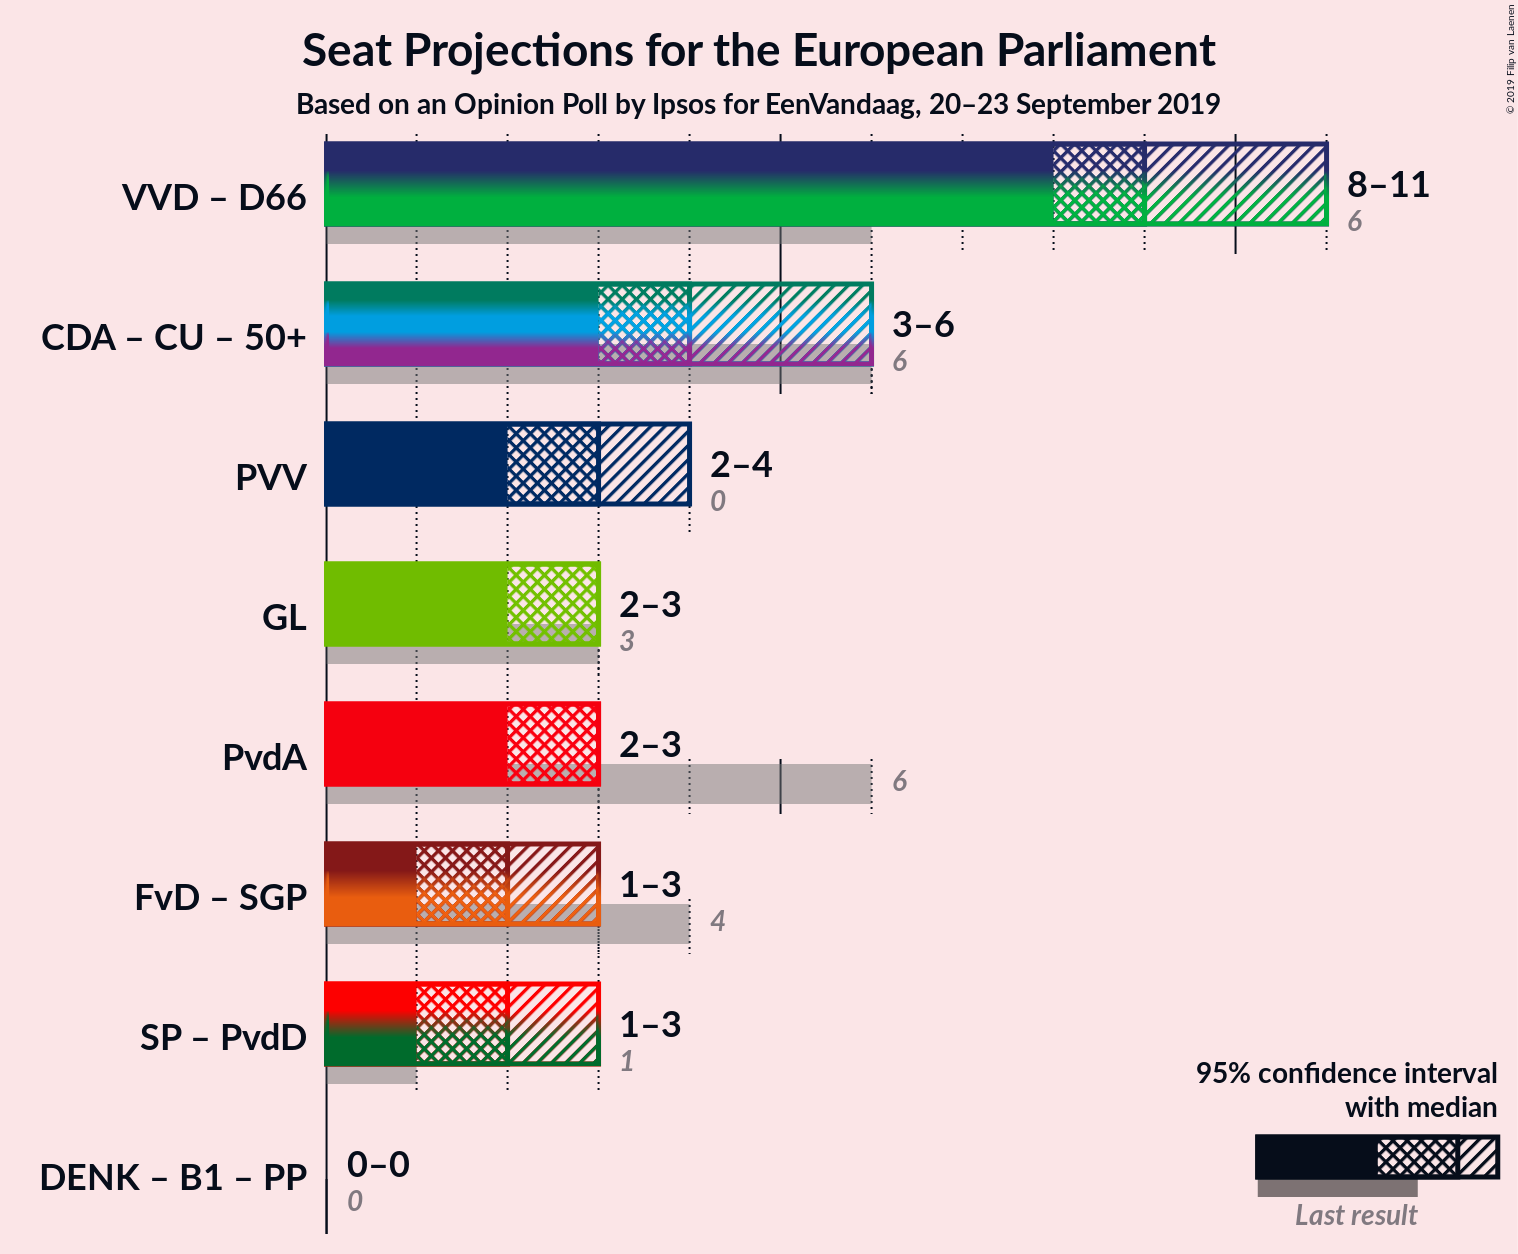 Seat Projections for the European Parliament
Based on an Opinion Poll by Ipsos for EenVandaag, 20–23 September 2019
© 2019 Filip van Laenen
VVD – D66
8–11
6
CDA – CU – 50+
3–6
6
PVV
2–4
0
GL
2–3
3
PvdA
2–3
6
FvD – SGP
1–3
4
SP – PvdD
1–3
1
DENK – B1 – PP
0–0
0
95% confidence interval
with median
Last result